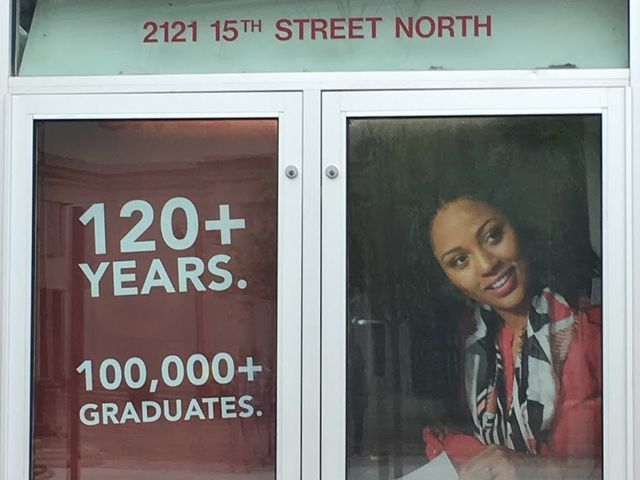 2121 15TH STREET NORTH
120+
YEARS.
100,000+
GRADUATES.